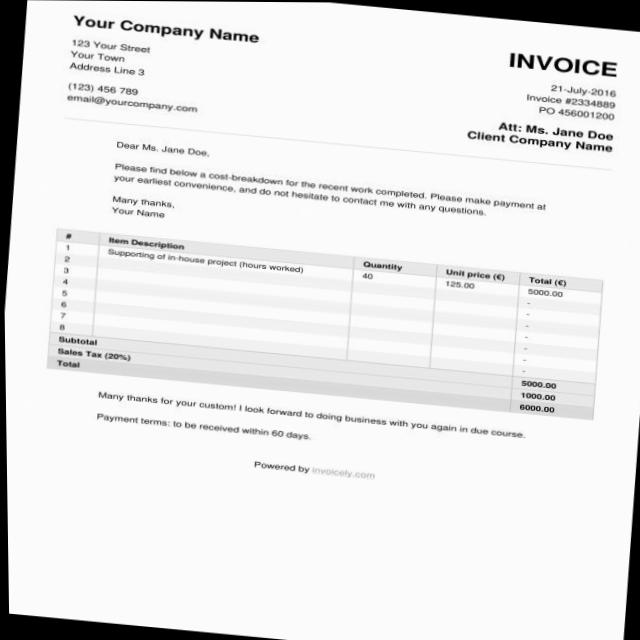 Your Company Name
123 Your Street
Your Town
Address Line 3
(123) 456 789
email@yourcompany.com
INVOICE
21-July-2016
Invoice #2334889
PO 456001200
Att: Ms. Jane Doe
Client Company Name
Dear Ms. Jane Doe,
Please find below a cost-breakdown for the recent work completed. Please make payment at
your earliest convenience, and do not hesitate to contact me with any questions.
Many thanks,
Your Name
# Item Description Quantity Unit price (€) Total (€)
1 Supporting of in-house project (hours worked) 40 125.00 5000.00
2 -
3 -
4 -
5 -
6 -
7 -
8 -
Subtotal 5000.00
Sales Tax (20%) 1000.00
Total 6000.00
Many thanks for your custom! I look forward to doing business with you again in due course.
Payment terms: to be received within 60 days.
Powered by invoicely.com